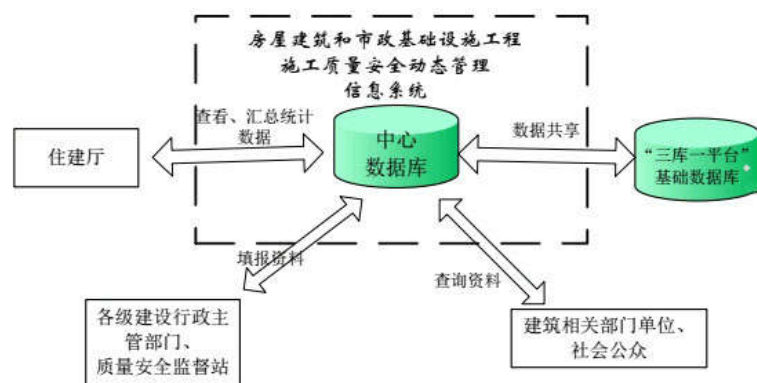 房屋建筑和市政基础设施工程
施工质量安全动态管理
信息系统
查看、汇总统计
数据
数据共享
住建厅
中心
数据库
“三库一平台”
基础数据库
填报资料
查询资料
各级建设行政主
管部门、
质量安全监督站
建筑相关部门单位、
社会公众